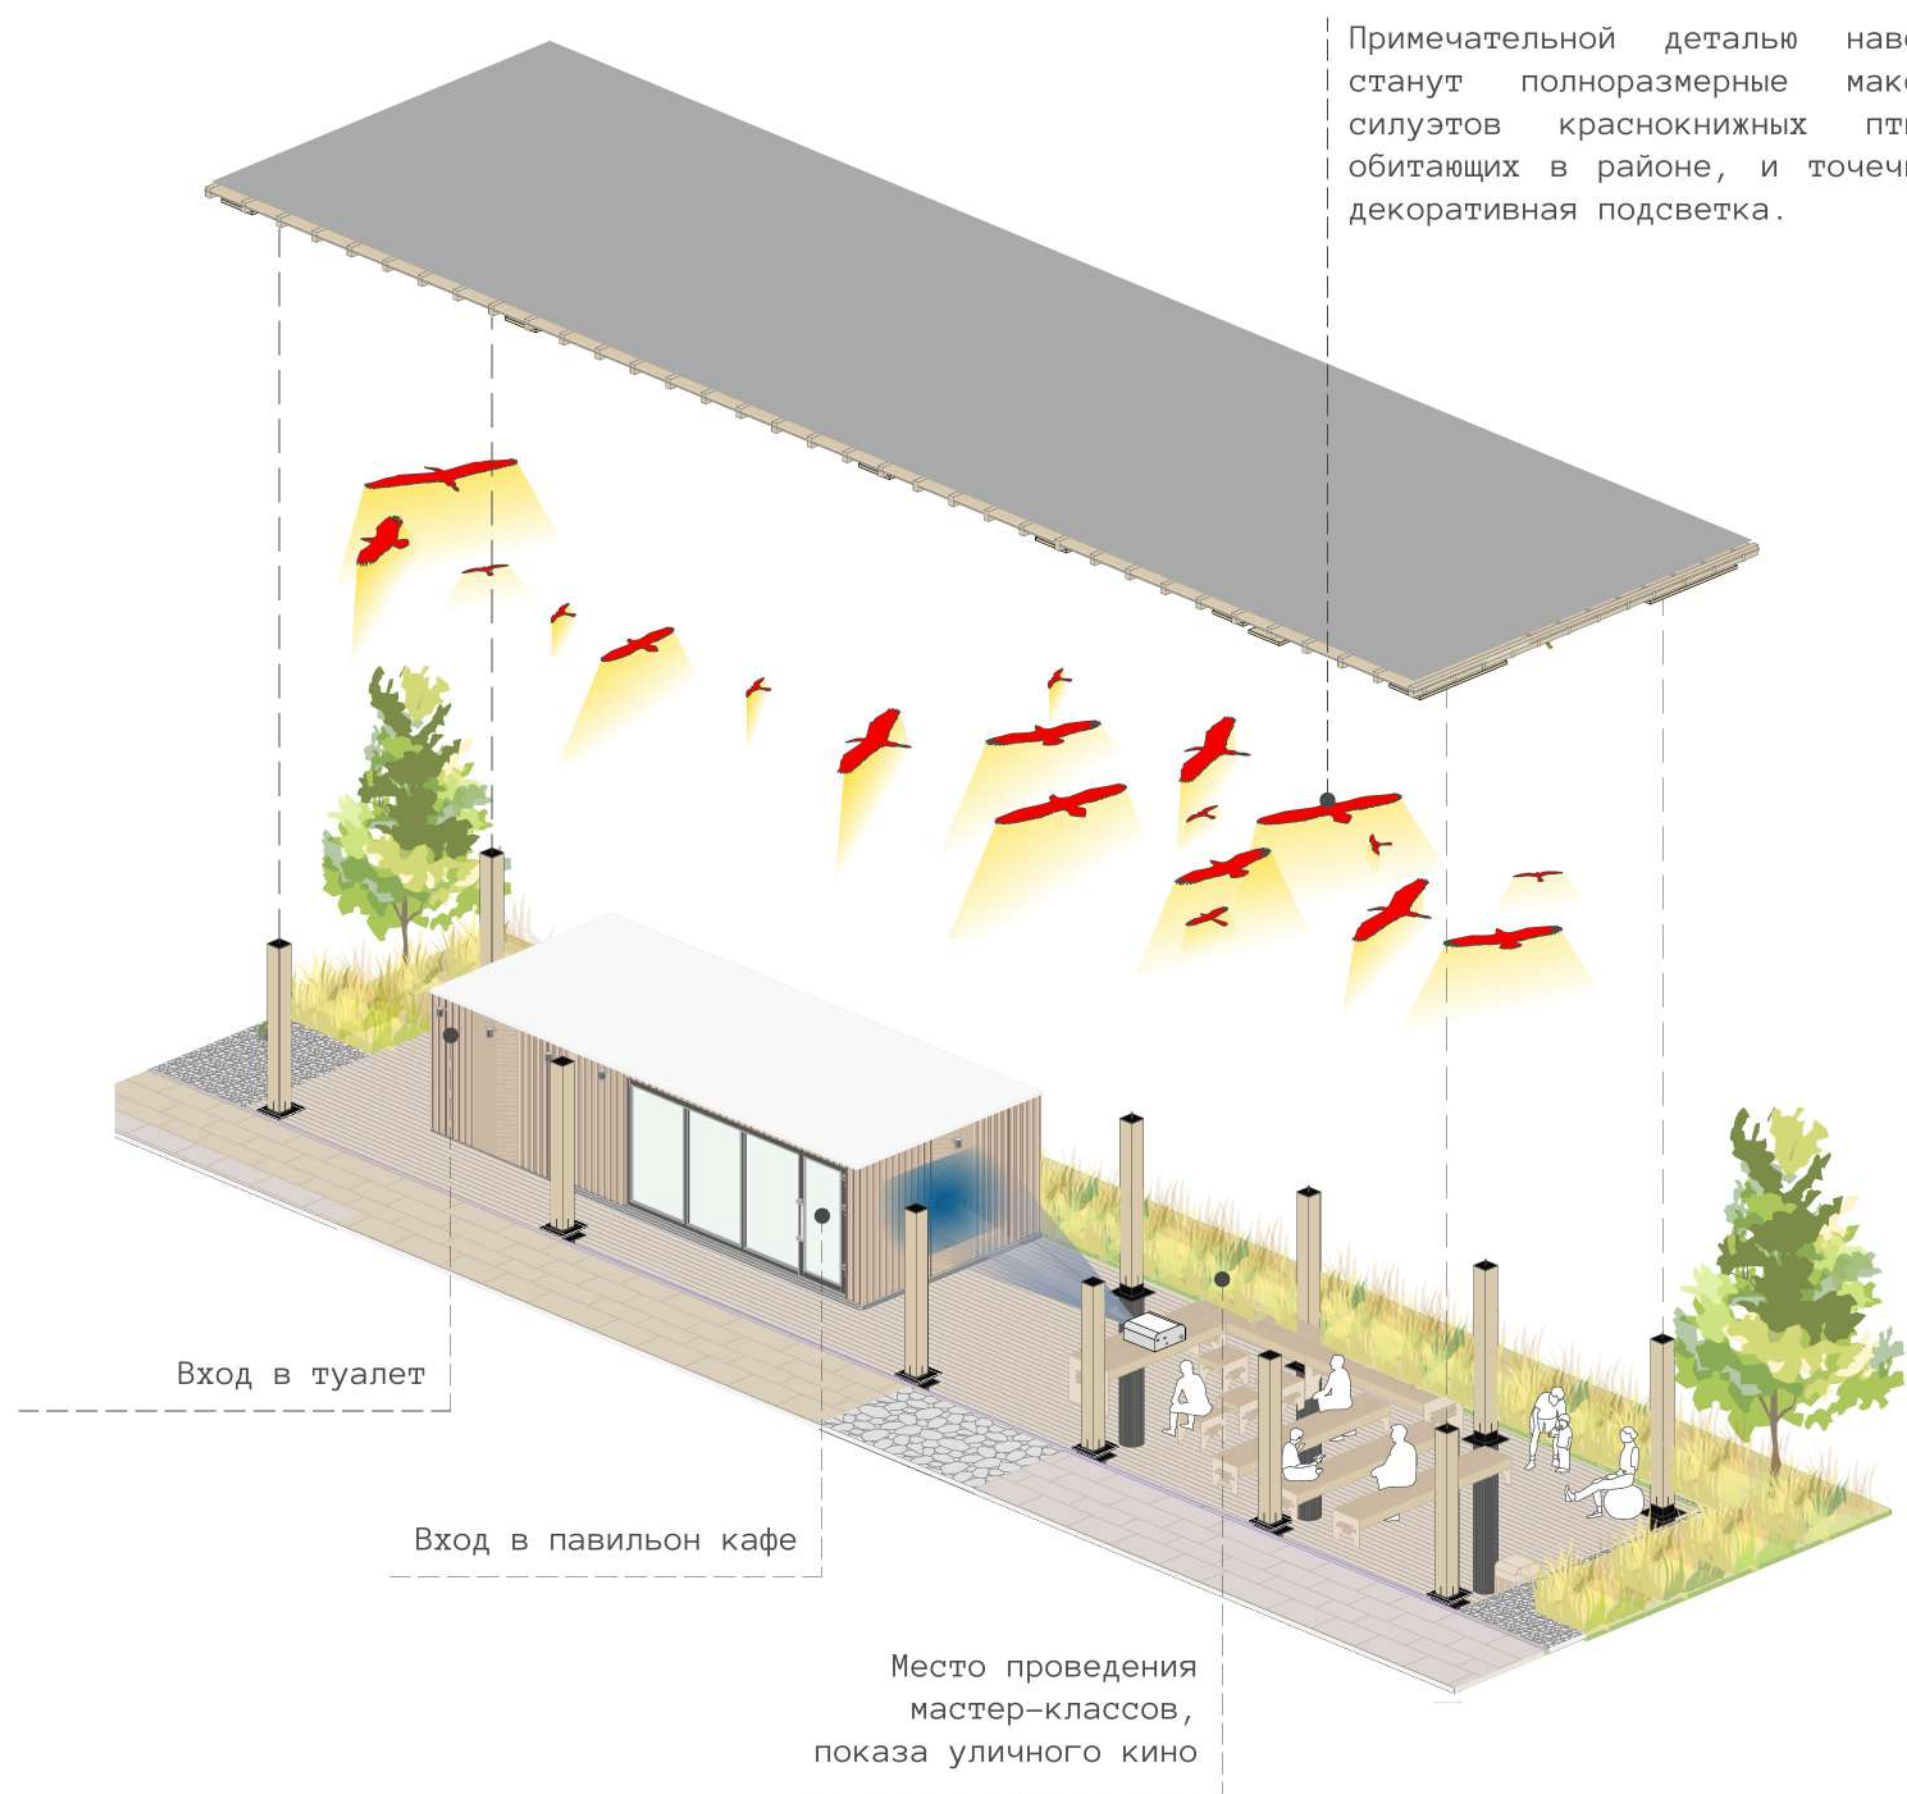 Примечательной деталью
станут полноразмерные
силуэтов краснокнижных
обитающих в районе, и
декоративная подсветка.
Вход в туалет
Вход в павильон кафе
Место проведения
мастер-классов,
показа уличного кино